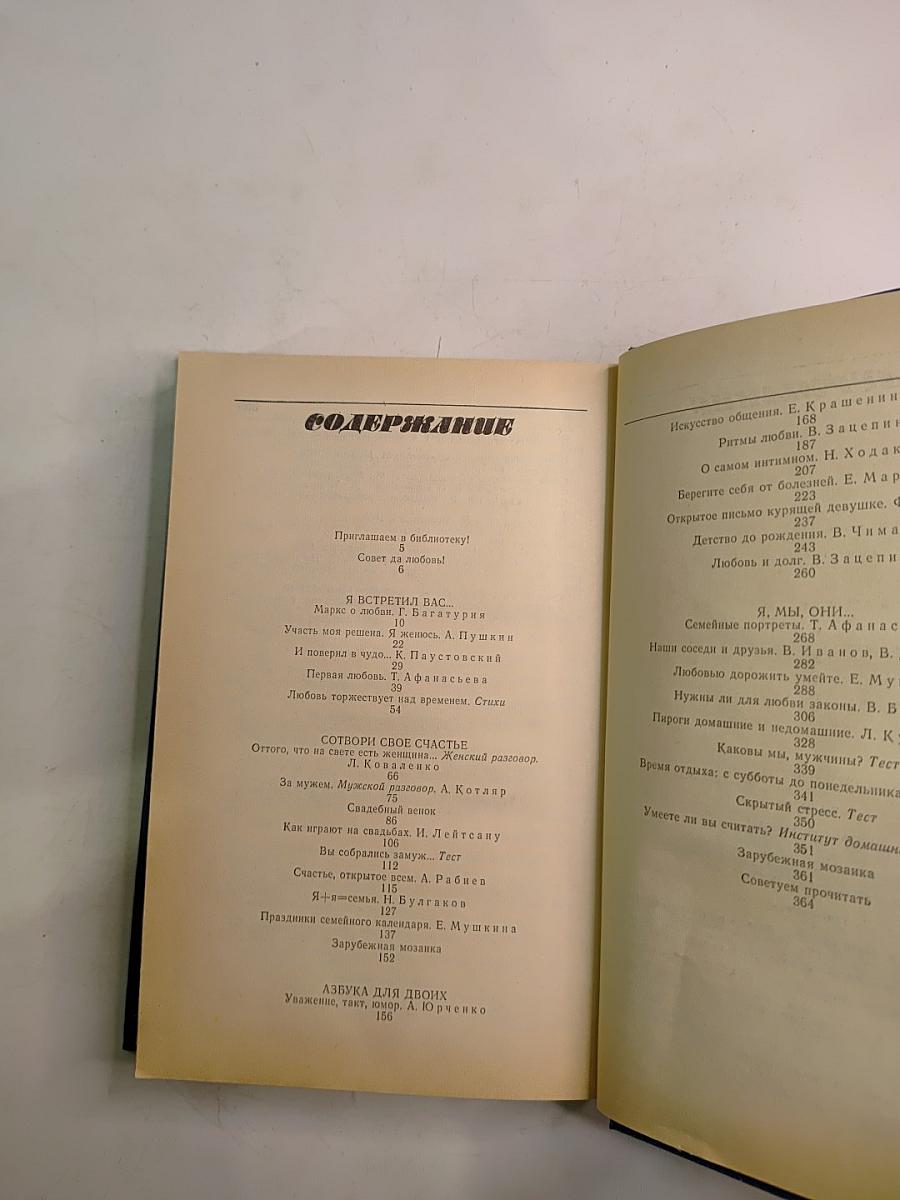 СОДЕРЖАНИЕ
Приглашаем в библиотеку!
5
Совет да любовь!
6
Я ВСТРЕТИЛ ВАС...
Маркс о любви. Г. Багатурия
10
Участь моя решена. Я женюсь. А. Пушкин
22
И поверил в чудо... К. Паустовский
29
Первая любовь. Т. Афанасьева
39
Любовь торжествует над временем. Стихи
54
СОТВОРИ СВОЕ СЧАСТЬЕ
Оттого, что на свете есть женщина... Женский разговор.
Л. Коваленко
66
За мужем. Мужской разговор. А. Котляр
75
Свадебный венок
86
Как играют на свадьбах. И. Лейтсану
106
Вы собрались замуж... Тест
112
Счастье, открытое всем. А. Рабиев
115
Я+я=семья. Н. Булгаков
127
Праздники семейного календаря. Е. Мушкина
137
Зарубежная мозаика
152
АЗБУКА ДЛЯ ДВОИХ
Уважение, такт, юмор. А. Юрченко
156
Искусство общения. Е. Крашенин
168
Ритмы любви. В. Зацепин
187
О самом интимном. Н. Ходак
207
Берегите себя от болезней. Е. Мар
223
Открытое письмо курящей девушке.
237
Детство до рождения. В. Чима
243
Любовь и долг. В. Зацепи
260
Я, МЫ, ОНИ...
Семейные портреты. Т. Афанас
268
Наши соседи и друзья. В. Иванов, В.
282
Любовью дорожить умейте. Е. Му
288
Нужны ли для любви законы. В. Б
306
Пироги домашние и недомашние. Л. Ку
328
Каковы мы, мужчины? Тест
339
Время отдыха: с субботы до понедельника
341
Скрытый стресс. Тест
350
Умеете ли вы считать? Институт домашн
351
Зарубежная мозаика
361
Советуем прочитать
364